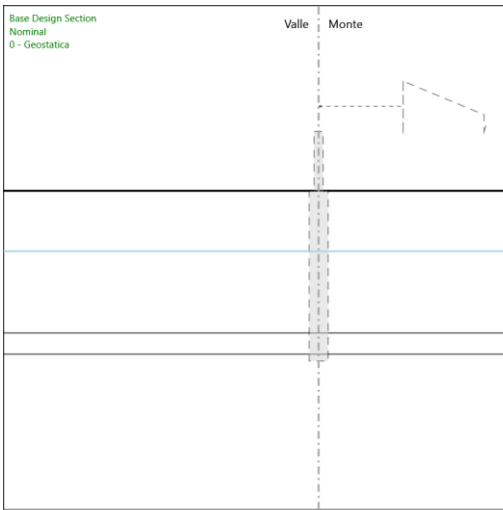 Base Design Section
Nominal
0 - Geostatica
Valle Monte